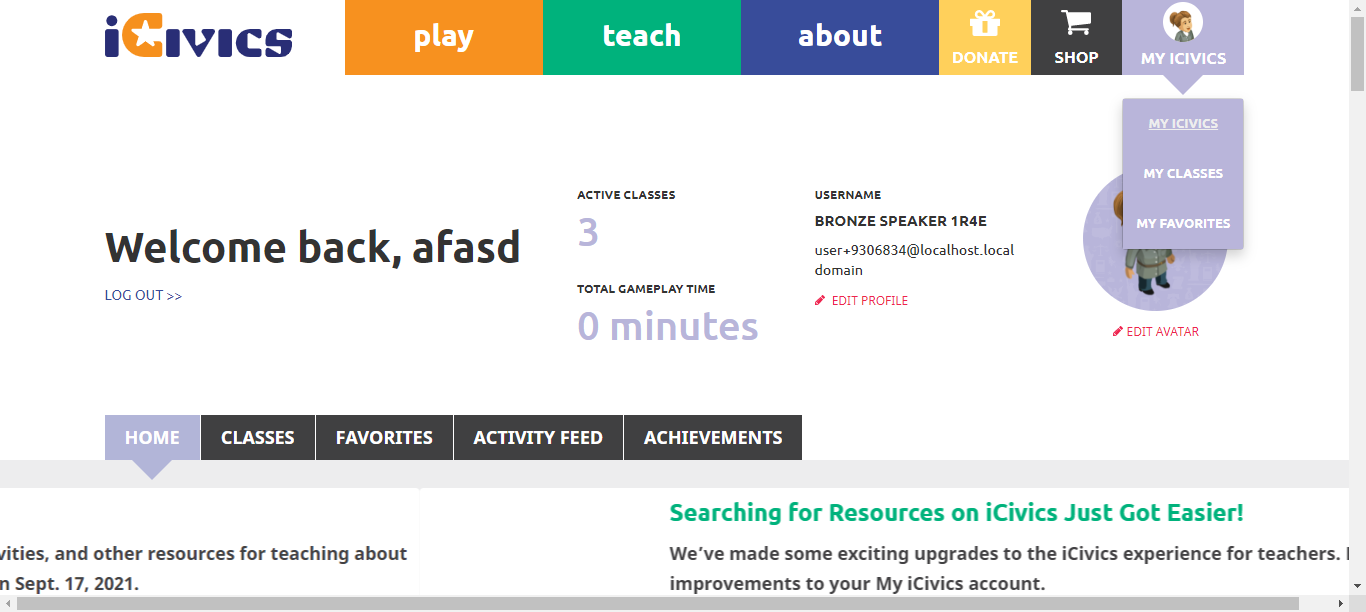 iCivics
play
teach
about
DONATE
SHOP
MY ICIVICS
MY ICIVICS
MY CLASSES
MY FAVORITES
Welcome back, afasd
LOG OUT >>
ACTIVE CLASSES
3
TOTAL GAMEPLAY TIME
0 minutes
USERNAME
BRONZE SPEAKER 1R4E
user+9306834@localhost.local
domain
EDIT PROFILE
EDIT AVATAR
HOME
CLASSES
FAVORITES
ACTIVITY FEED
ACHIEVEMENTS
vities, and other resources for teaching about
n Sept. 17, 2021.
Searching for Resources on iCivics Just Got Easier!
We’ve made some exciting upgrades to the iCivics experience for teachers.
improvements to your My iCivics account.